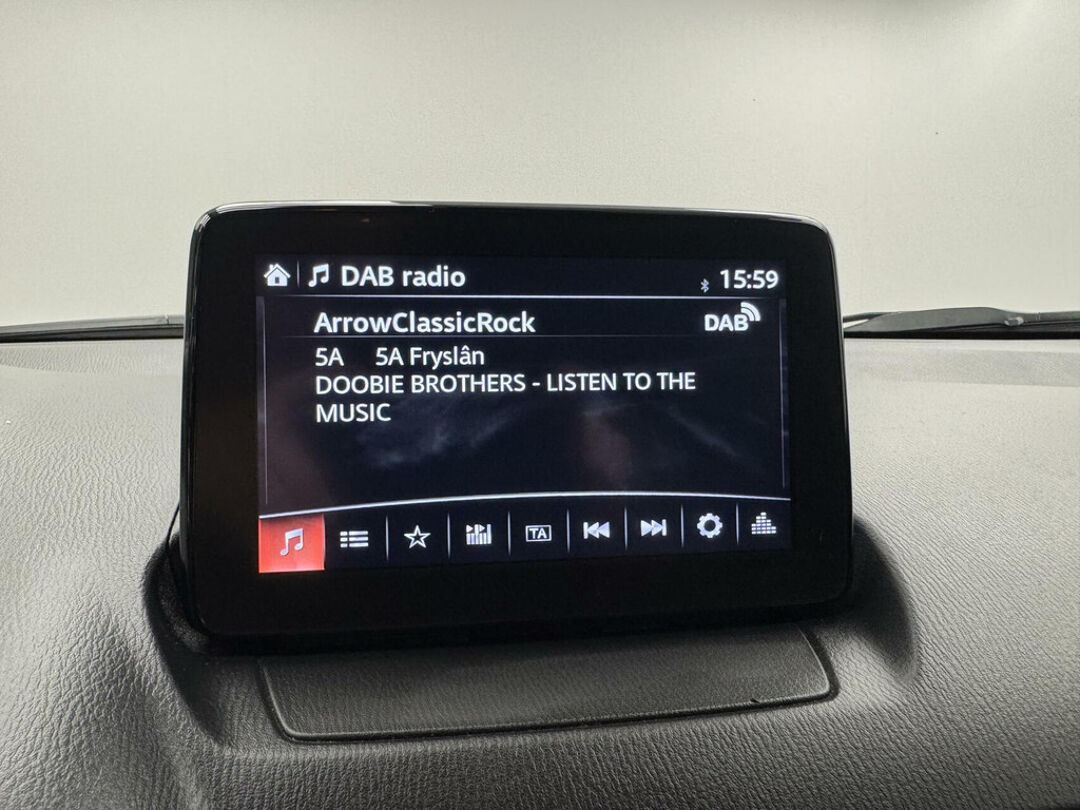 DAB radio 15:59
ArrowClassicRock DAB
5A 5A Fryslân
DOOBIE BROTHERS - LISTEN TO THE
MUSIC
TA